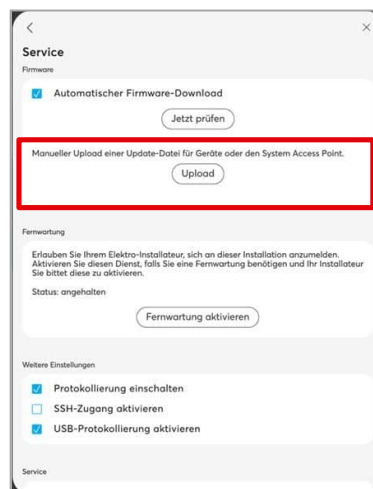 Service
Firmware
Automatischer Firmware-Download
Jetzt prüfen
Manueller Upload einer Update-Datei für Geräte oder den System Access Point.
Upload
Fernwartung
Erlauben Sie Ihrem Elektro-Installateur, sich an dieser Installation anzumelden.
Aktivieren Sie diesen Dienst, falls Sie eine Fernwartung benötigen und Ihr Installateur
Sie bittet diese zu aktivieren.
Status: angehalten
Fernwartung aktivieren
Weitere Einstellungen
Protokollierung einschalten
SSH-Zugang aktivieren
USB-Protokollierung aktivieren
Service